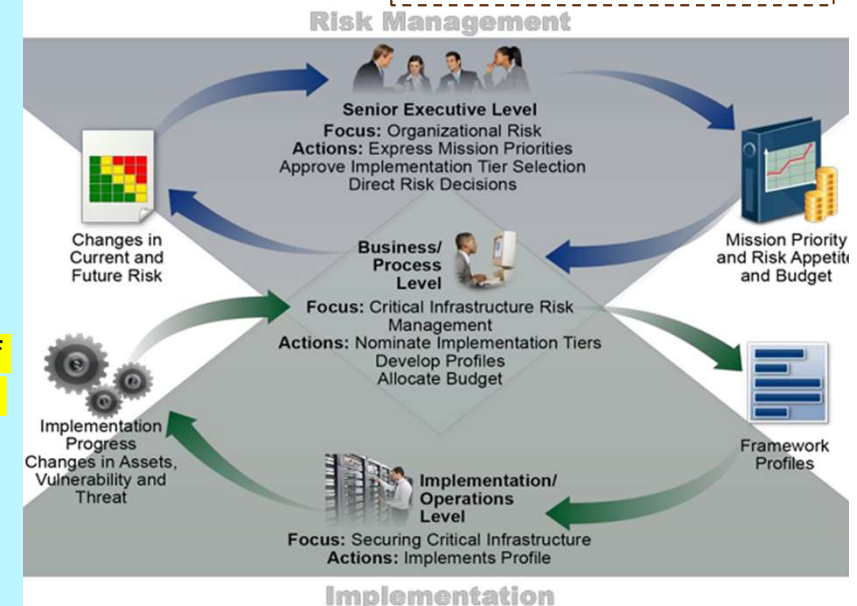 Risk Management
Senior Executive Level
Focus: Organizational Risk
Actions: Express Mission Priorities
Approve Implementation Tier Selection
Direct Risk Decisions
Changes in
Current and
Future Risk
Mission Priority
and Risk Appetite
and Budget
Business/
Process
Level
Focus: Critical Infrastructure Risk
Management
Actions: Nominate Implementation Tiers
Develop Profiles
Allocate Budget
Implementation
Progress
Changes in Assets,
Vulnerability and
Threat
Framework
Profiles
Implementation/
Operations
Level
Focus: Securing Critical Infrastructure
Actions: Implements Profile
Implementation